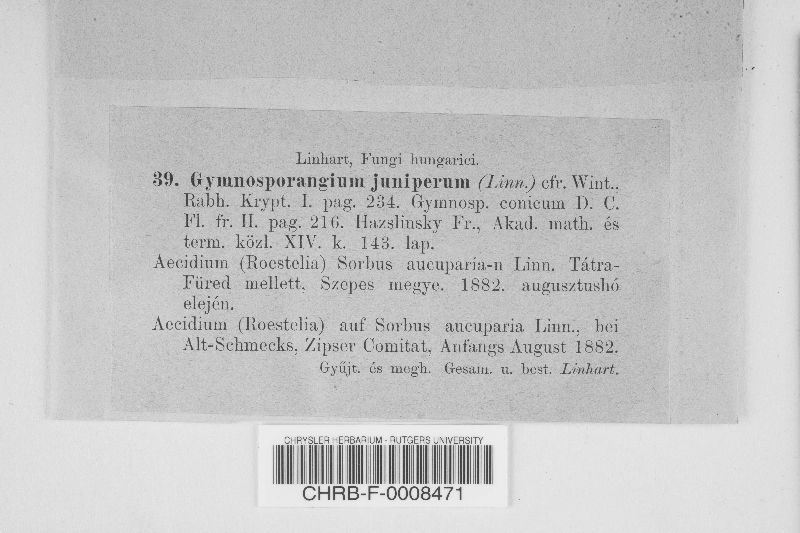 Linhart, Fungi hungarici.
39. Gymnosporangium juniperum (Linn.) cfr. Wint.,
Rabh. Krypt. I. pag. 234. Gymnosp. conicum D. C.
Fl. fr. II. pag. 216. Hazslinsky Fr., Akad. math. és
term. közl. XIV. k. 143. lap.
Aecidium (Roestelia) Sorbus aucuparia-n Linn. Tátra-
Füred mellett, Szepes megye. 1882. augusztushó
elején.
Aecidium (Roestelia) auf Sorbus aucuparia Linn., bei
Alt-Schmecks, Zipser Comitat, Anfangs August 1882.
Gyűjt. és megh. Gesam. u. best. Linhart.
CHRYSLER HERBARIUM - RUTGERS UNIVERSITY
CHRB-F-0008471